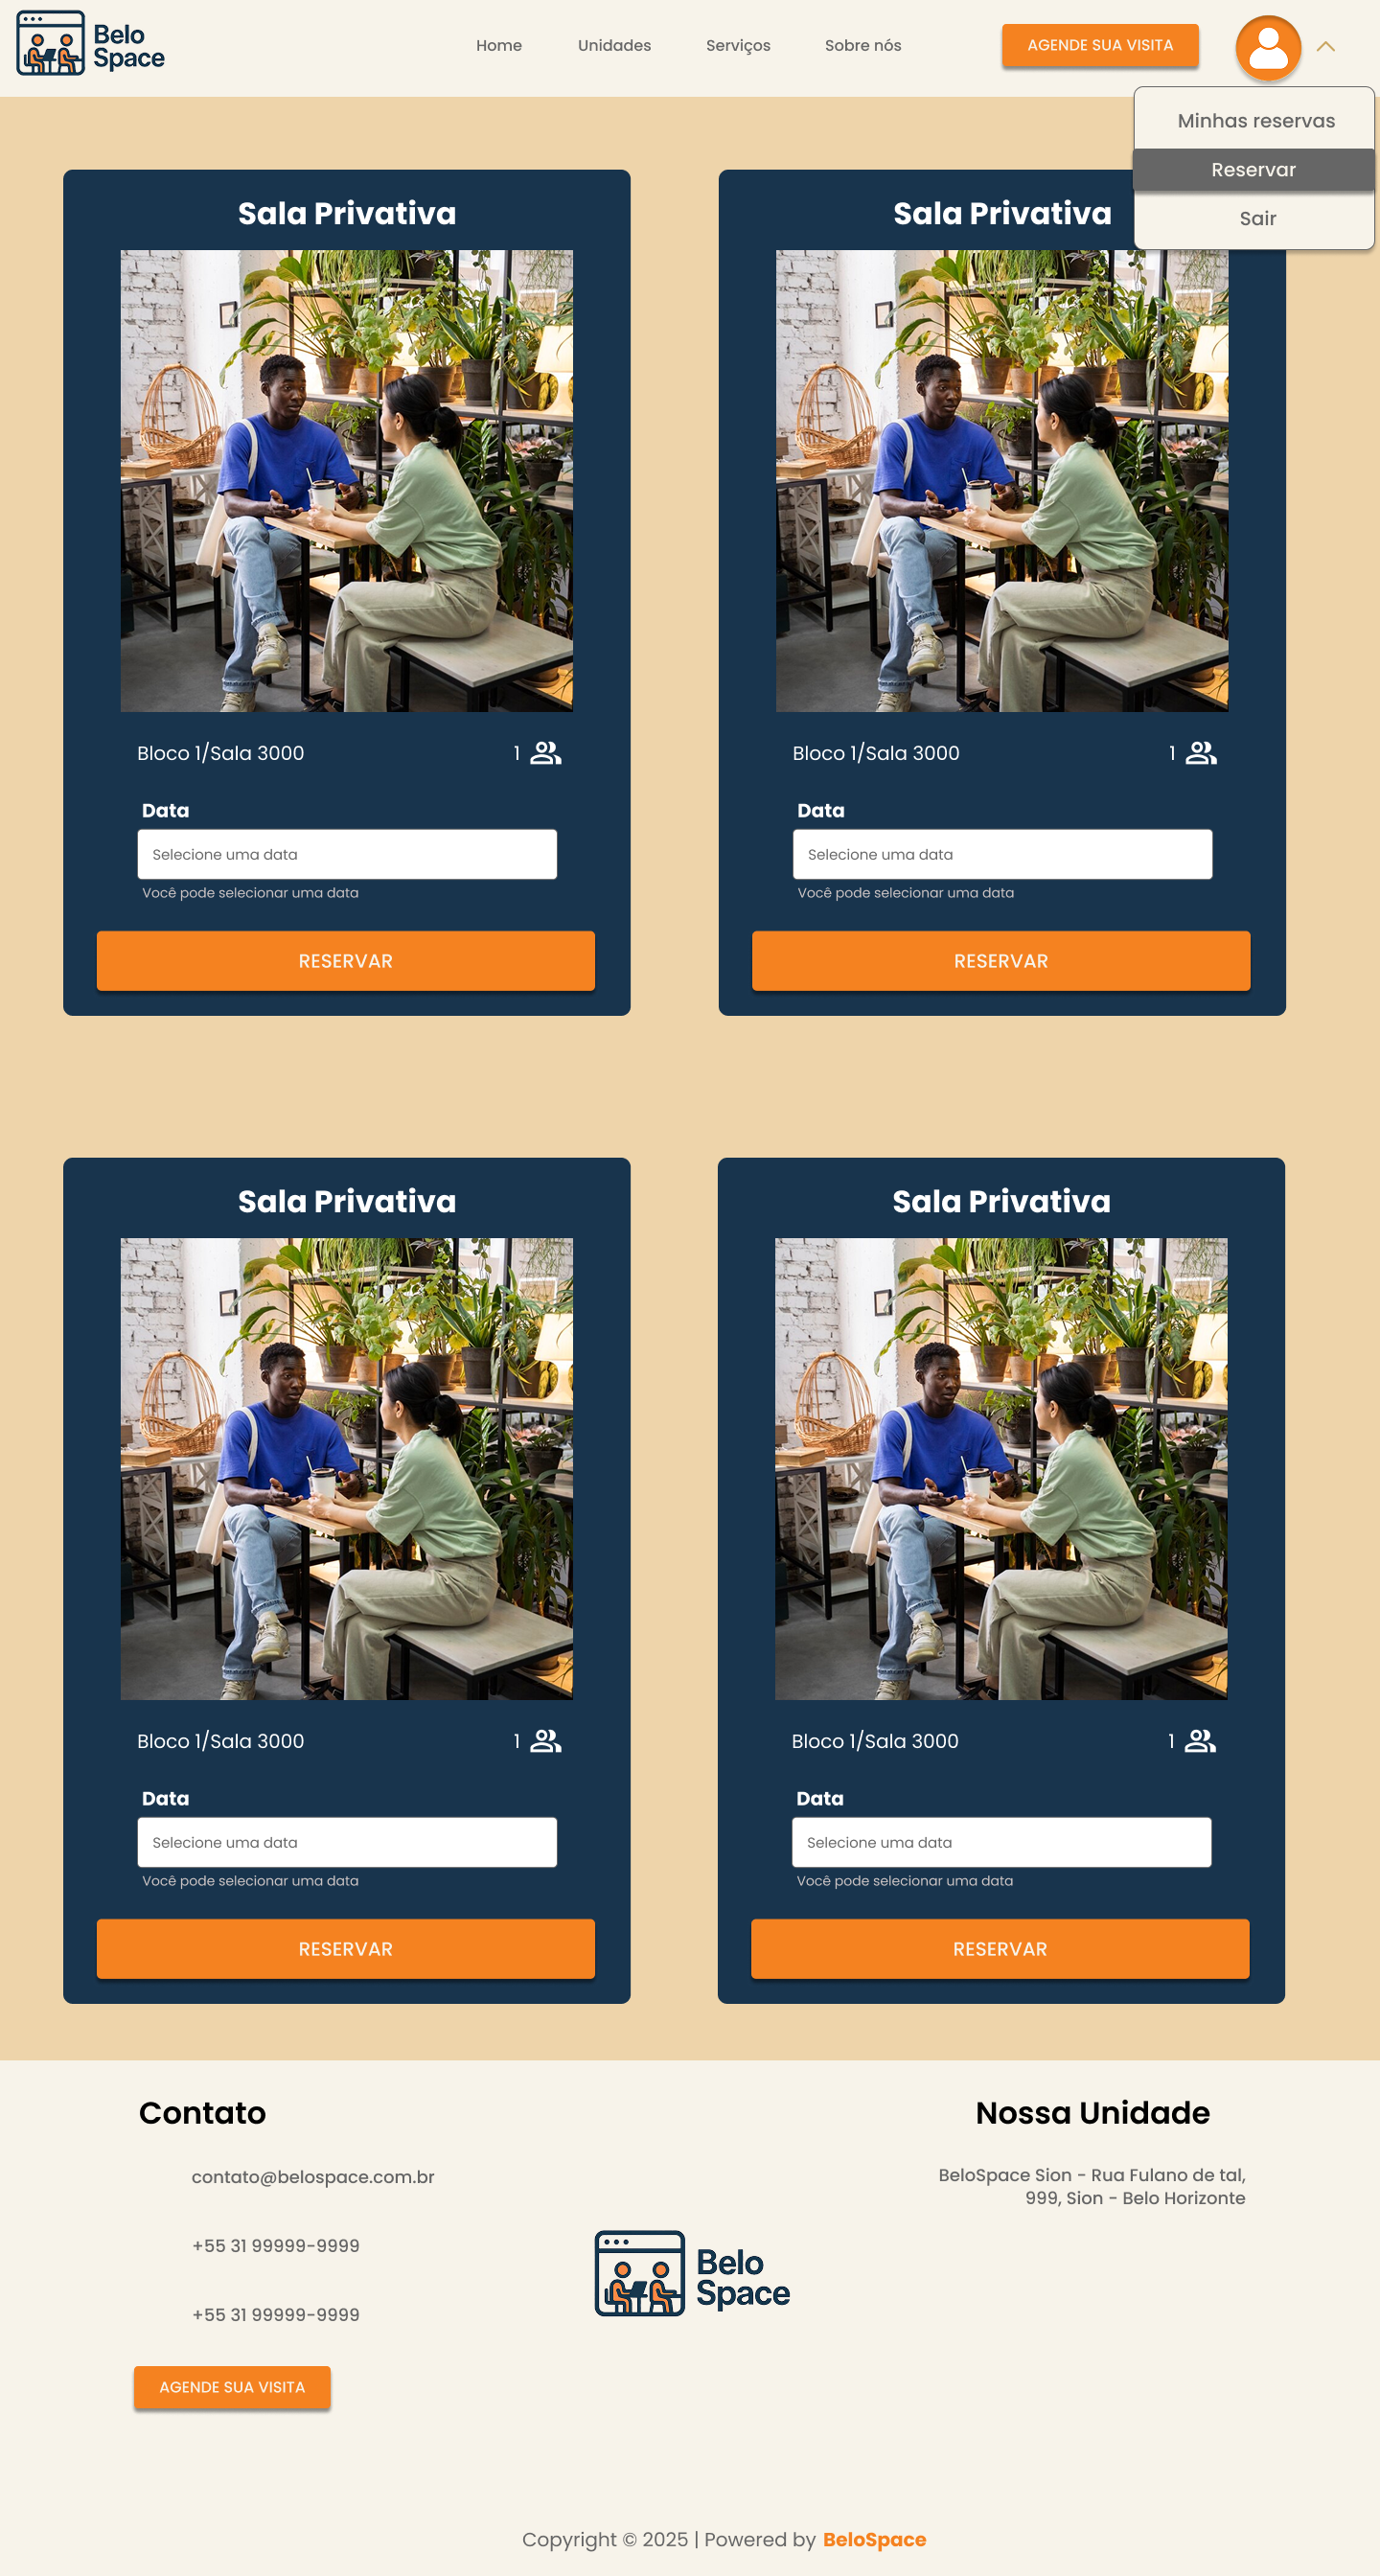 Belo
Space
Home
Unidades
Serviços
Sobre nós
AGENDE SUA VISITA
Minhas reservas
Reservar
Sair
Sala Privativa
Bloco 1/Sala 3000
1
Data
Selecione uma data
Você pode selecionar uma data
RESERVAR
Sala Privativa
Bloco 1/Sala 3000
1
Data
Selecione uma data
Você pode selecionar uma data
RESERVAR
Sala Privativa
Bloco 1/Sala 3000
1
Data
Selecione uma data
Você pode selecionar uma data
RESERVAR
Sala Privativa
Bloco 1/Sala 3000
1
Data
Selecione uma data
Você pode selecionar uma data
RESERVAR
Contato
contato@belospace.com.br
+55 31 99999-9999
+55 31 99999-9999
AGENDE SUA VISITA
Belo
Space
Nossa Unidade
BeloSpace Sion - Rua Fulano de tal,
999, Sion - Belo Horizonte
Copyright © 2025 | Powered by BeloSpace